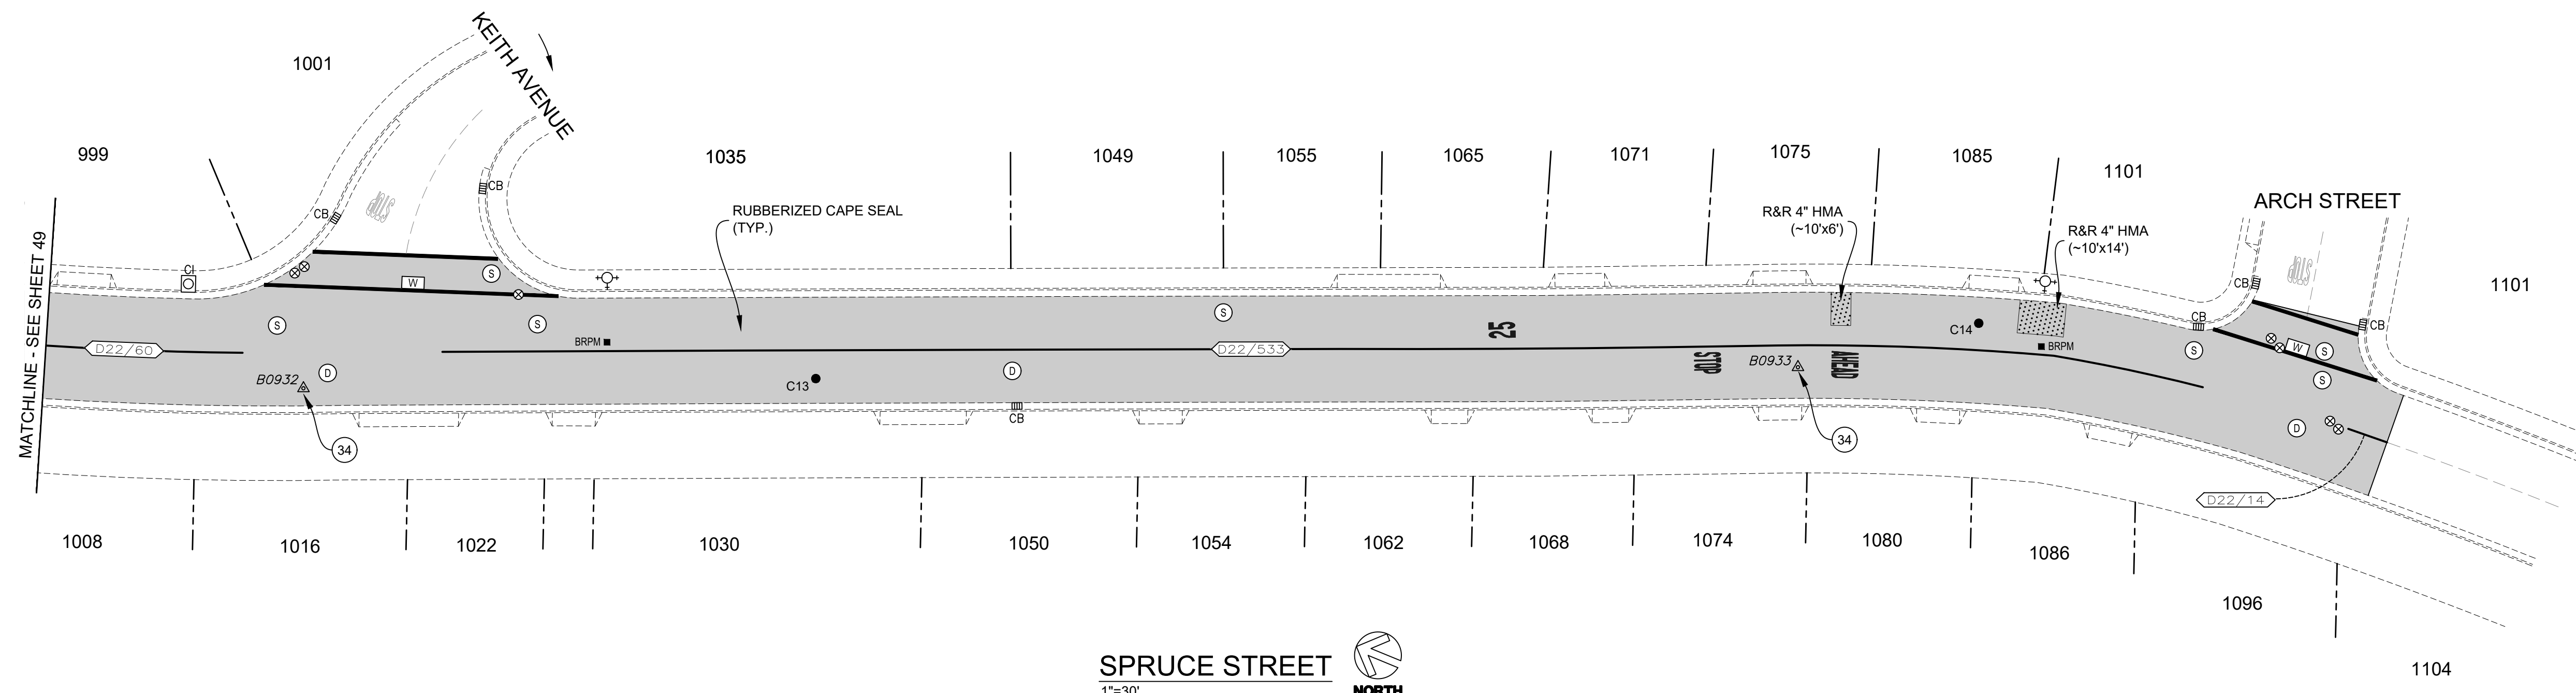 KEITH AVENUE
1001
999
1035
1049
1055
1065
1071
1075
1085
1101
ARCH STREET
1101
MATCHLINE - SEE SHEET 49
RUBBERIZED CAPE SEAL
(TYP.)
R&R 4" HMA
(~10'x6')
R&R 4" HMA
(~10'x14')
STOP
STOP
CB
CB
CI
W
S
S
S
S
BRPM
D22/60
D22/533
25
STOP
AHEAD
C14
BRPM
CB
CB
CB
W
S
S
S
D
D22/14
B0932
D
34
C13
D
CB
B0933
34
1008
1016
1022
1030
1050
1054
1062
1068
1074
1080
1086
1096
1104
SPRUCE STREET
1"=30'
NORTH